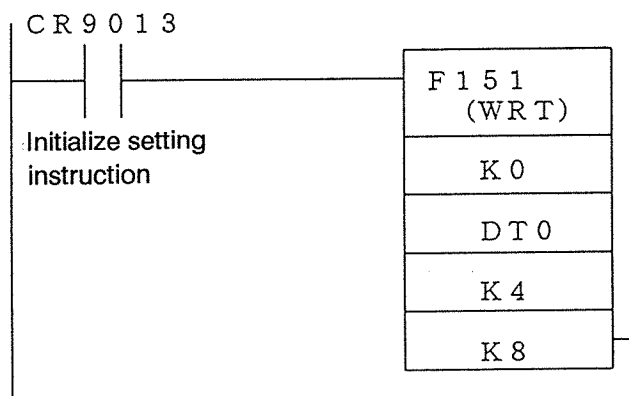 CR9013
F151
(WRT)
Initialize setting
instruction
K0
DT0
K4
K8